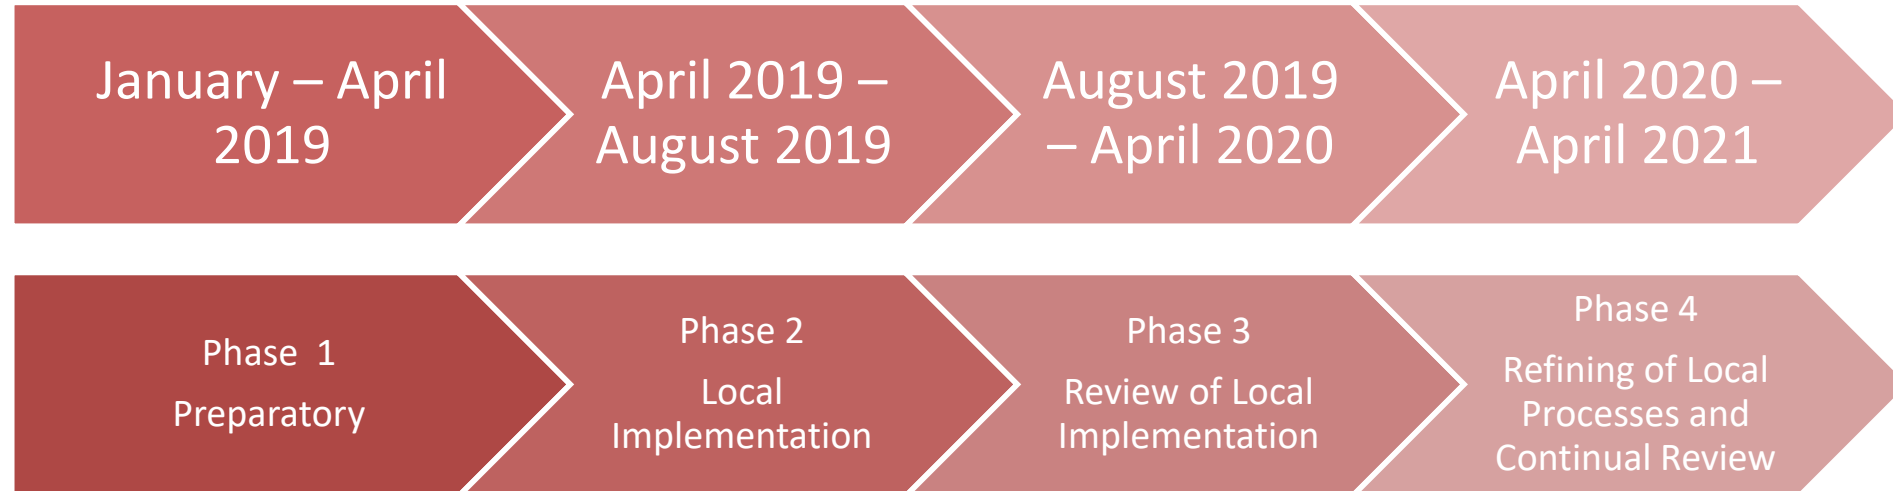 January – April
2019
April 2019 –
August 2019
August 2019
– April 2020
April 2020 –
April 2021
Phase  1
Preparatory
Phase 2
Local
Implementation
Phase 3
Review of Local
Implementation
Phase 4
Refining of Local
Processes and
Continual Review